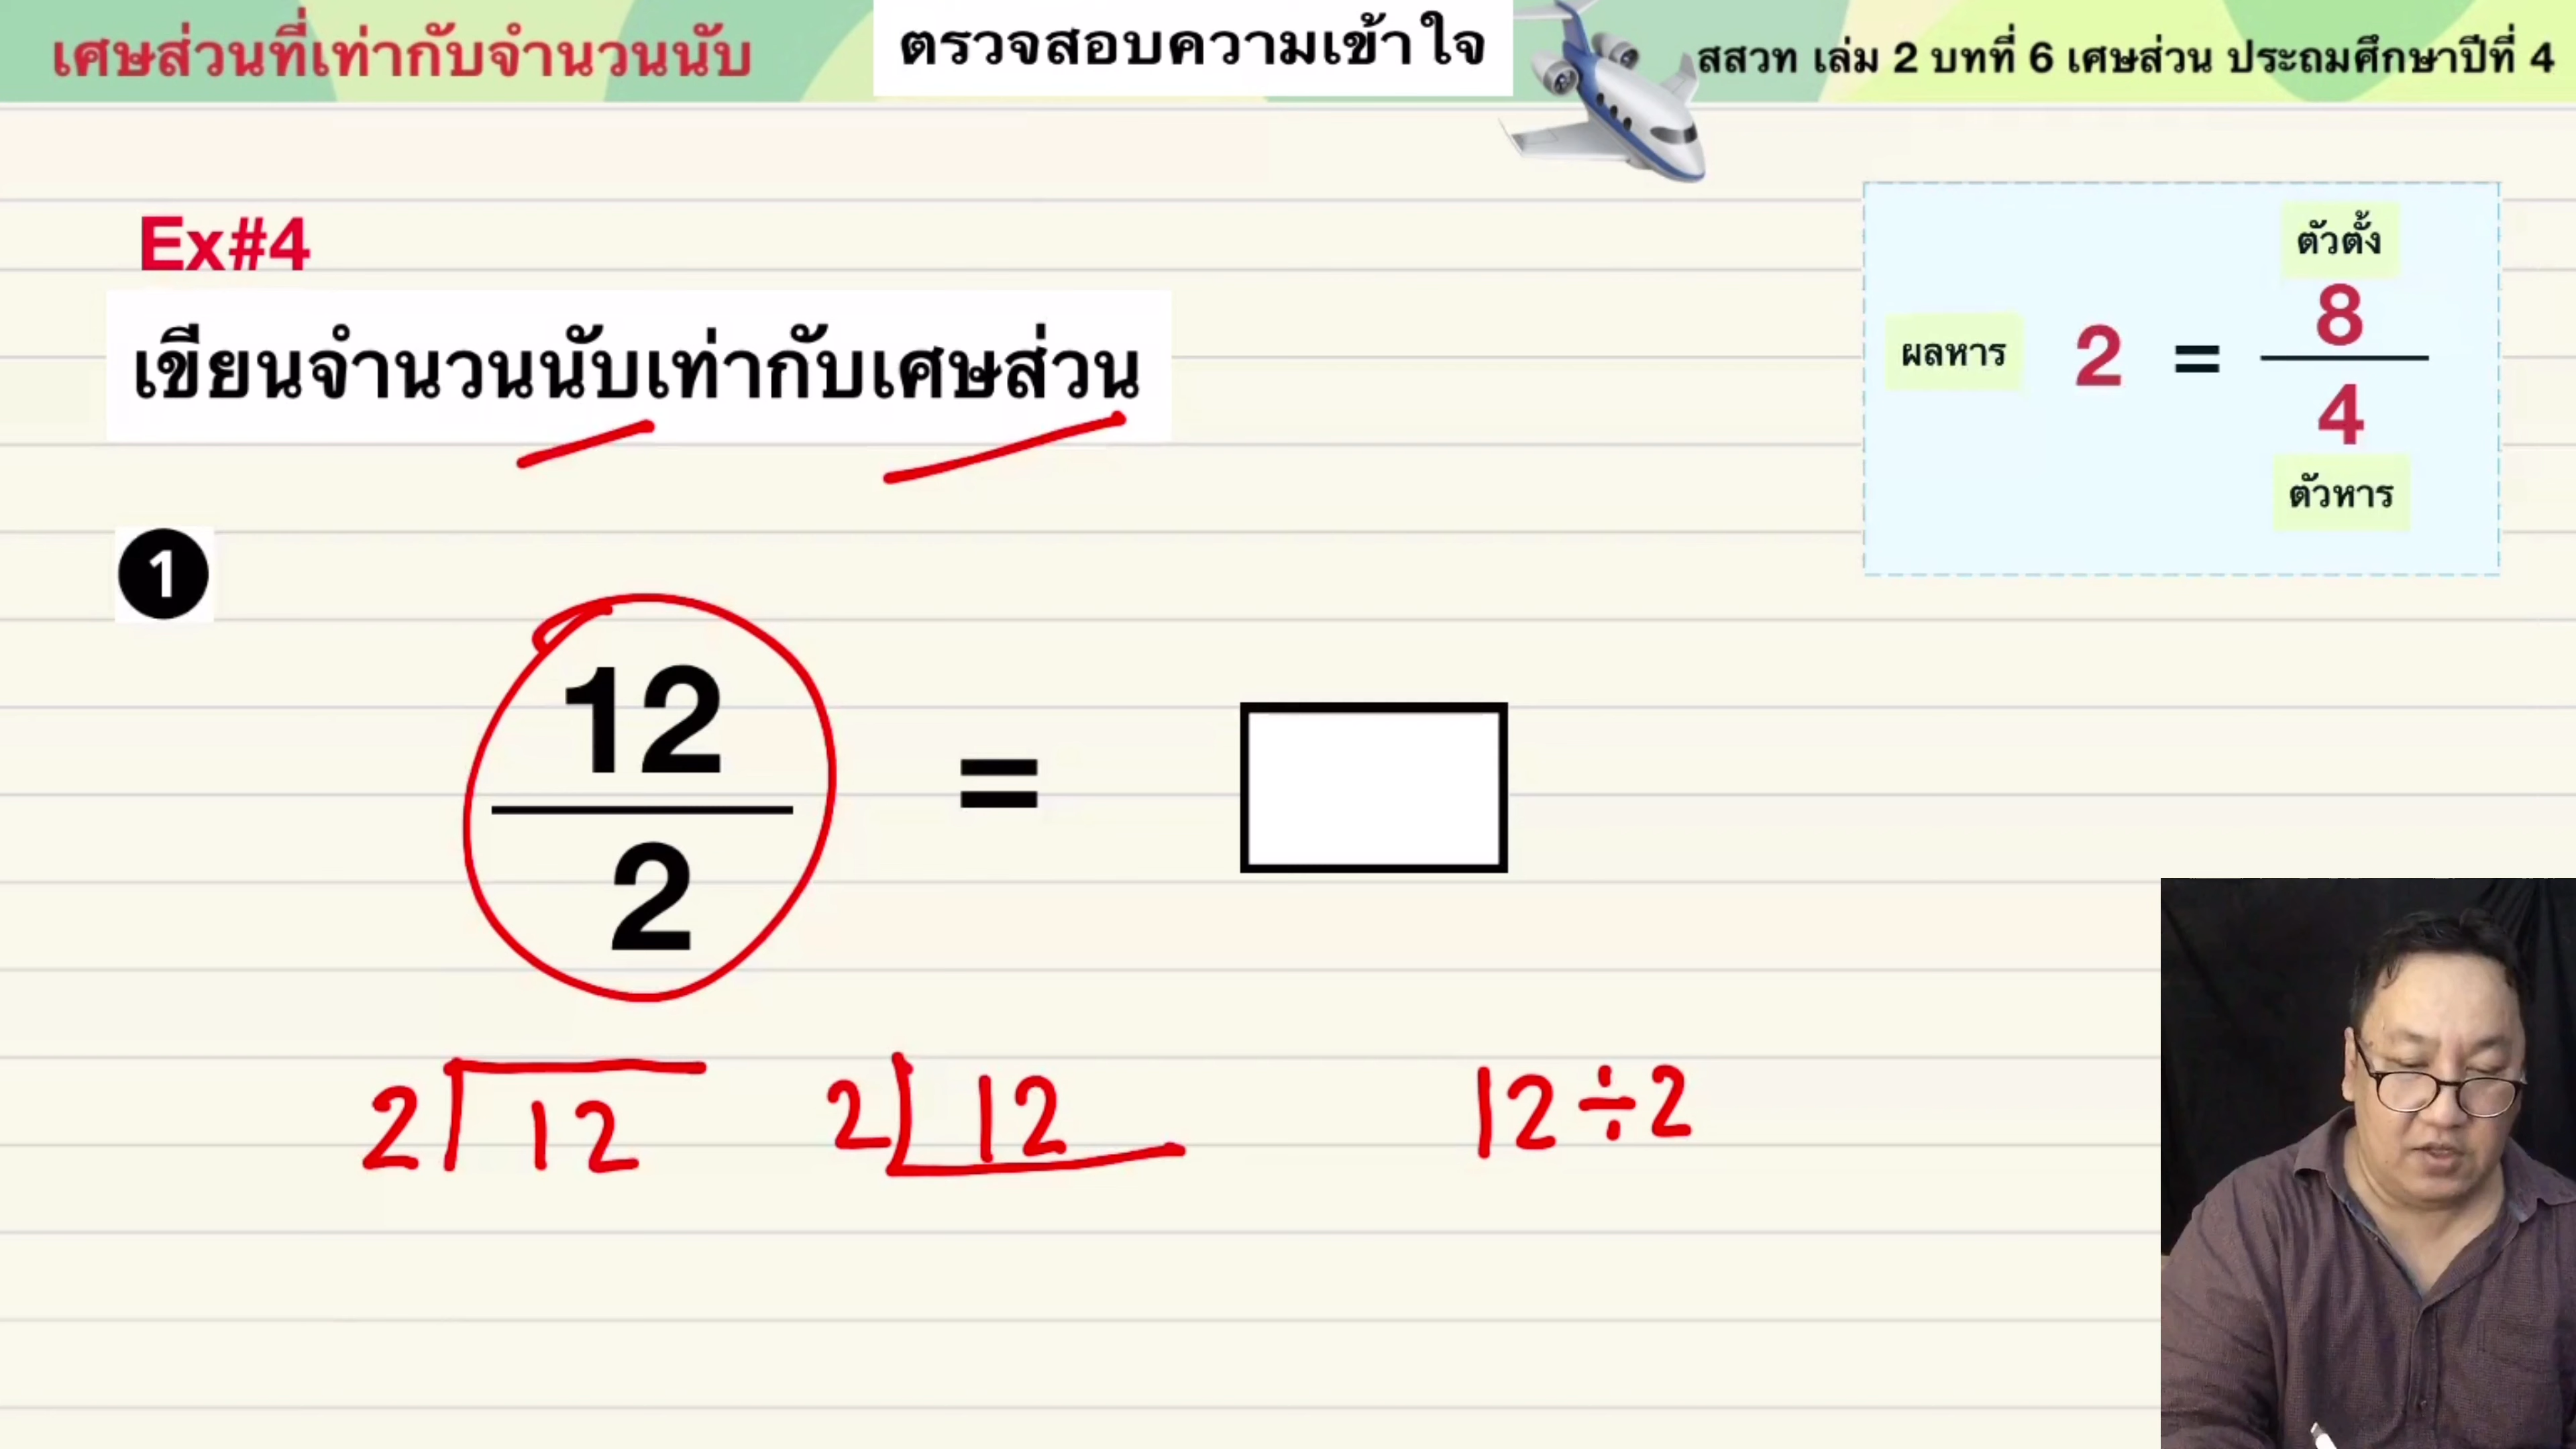 เศษส่วนที่เท่ากับจำนวนนับ
ตรวจสอบความเข้าใจ
สสวท เล่ม 2 บทที่ 6 เศษส่วน ประถมศึกษาปีที่ 4
Ex#4
เขียนจำนวนนับเท่ากับเศษส่วน
ตัวตั้ง
8
ผลหาร 2 =
4
ตัวหาร
1
12
=
2
2 12
2 12
12÷2